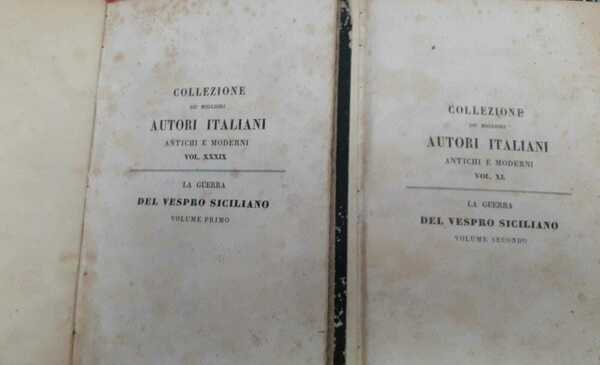 COLLEZIONE
DE' MIGLIORI
AUTORI ITALIANI
ANTICHI E MODERNI
VOL. XXXIX
LA GUERRA
DEL VESPRO SICILIANO
VOLUME PRIMO
COLLEZIONE
DE' MIGLIORI
AUTORI ITALIANI
ANTICHI E MODERNI
VOL. XL
LA GUERRA
DEL VESPRO SICILIANO
VOLUME SECONDO